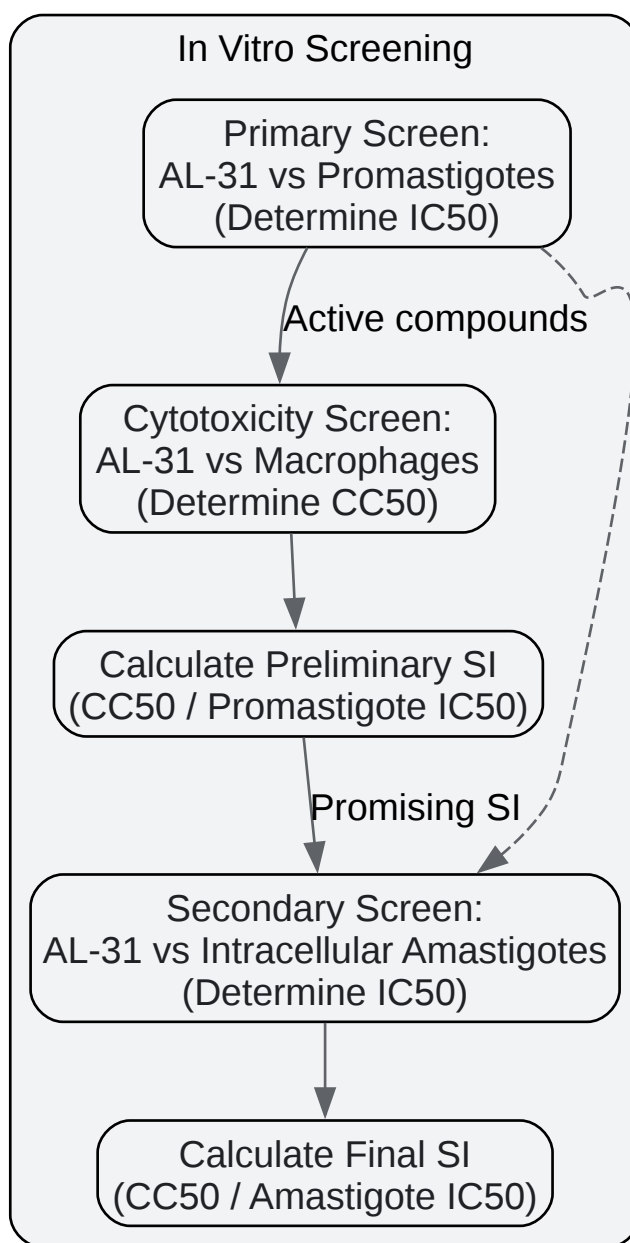 In Vitro Screening
Primary Screen:
AL-31 vs Promastigotes
(Determine IC50)
Active compounds
Cytotoxicity Screen:
AL-31 vs Macrophages
(Determine CC50)
Calculate Preliminary SI
(CC50 / Promastigote IC50)
Promising SI
Secondary Screen:
AL-31 vs Intracellular Amastigotes
(Determine IC50)
Calculate Final SI
(CC50 / Amastigote IC50)